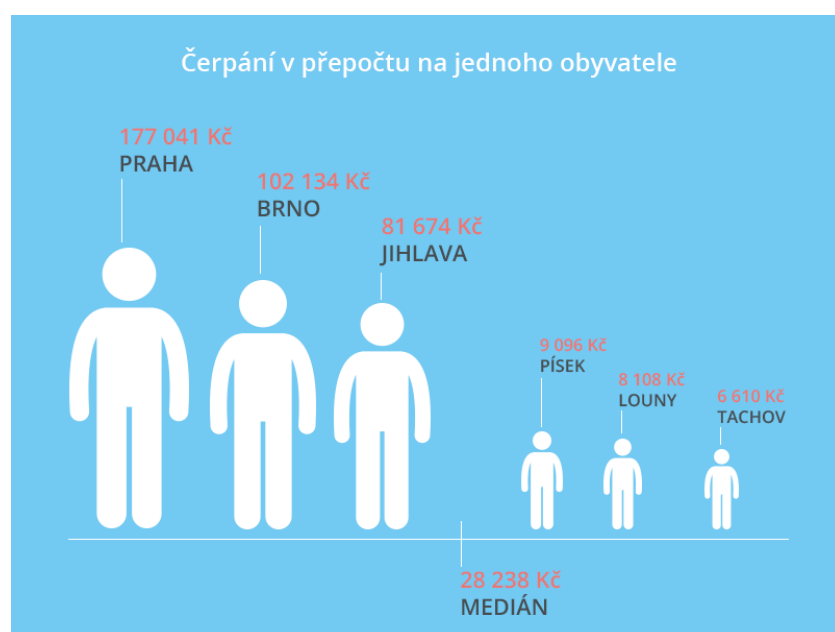 Čerpání v přepočtu na jednoho obyvatele
177 041 Kč
PRAHA
102 134 Kč
BRNO
81 674 Kč
JIHLAVA
9 096 Kč
PÍSEK
8 108 Kč
LOUNY
6 610 Kč
TACHOV
28 238 Kč
MEDIÁN